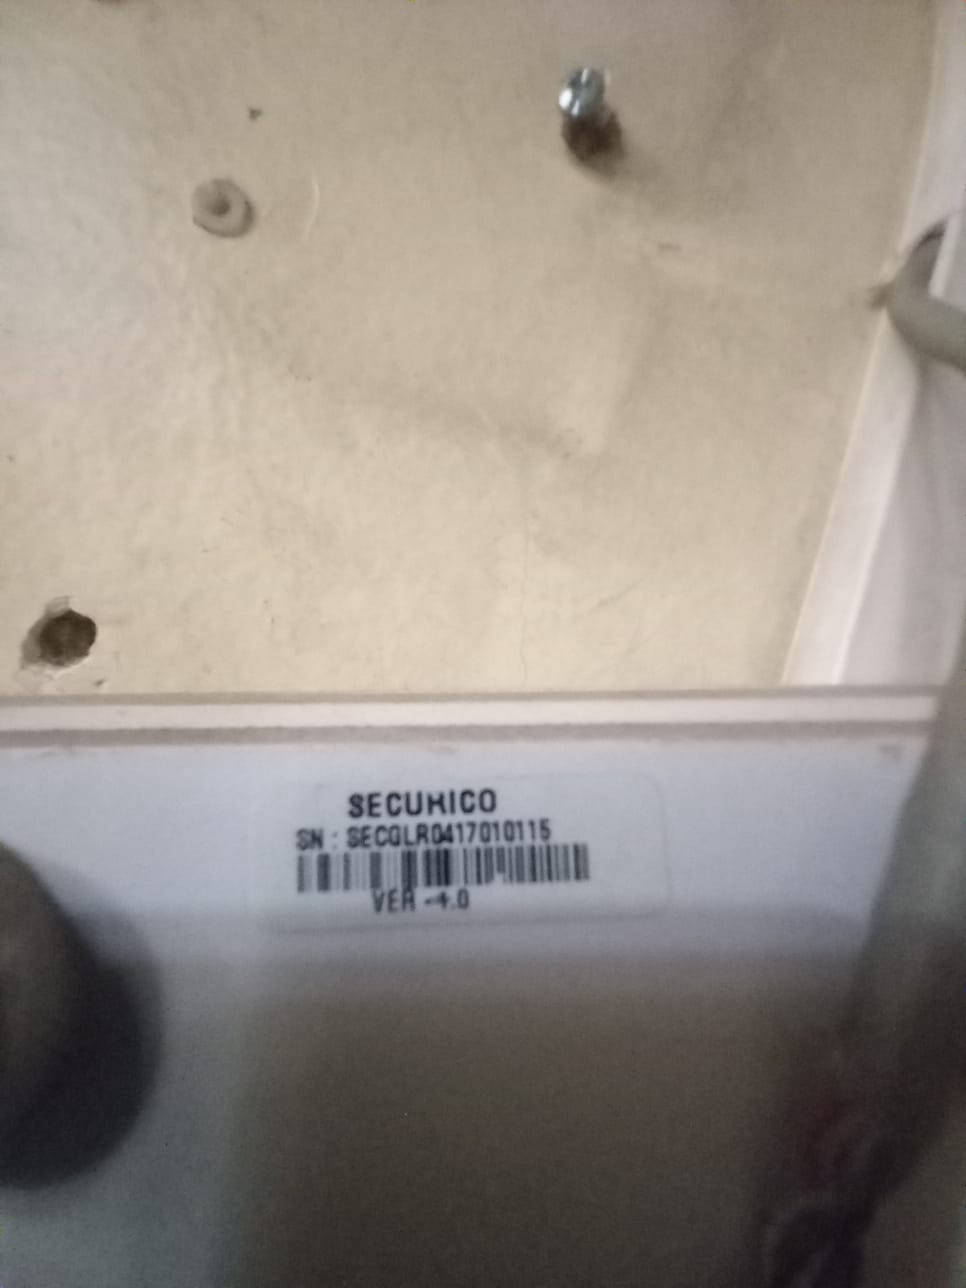 SECURICO
SN : SECGLR0417010115
VER -4.0